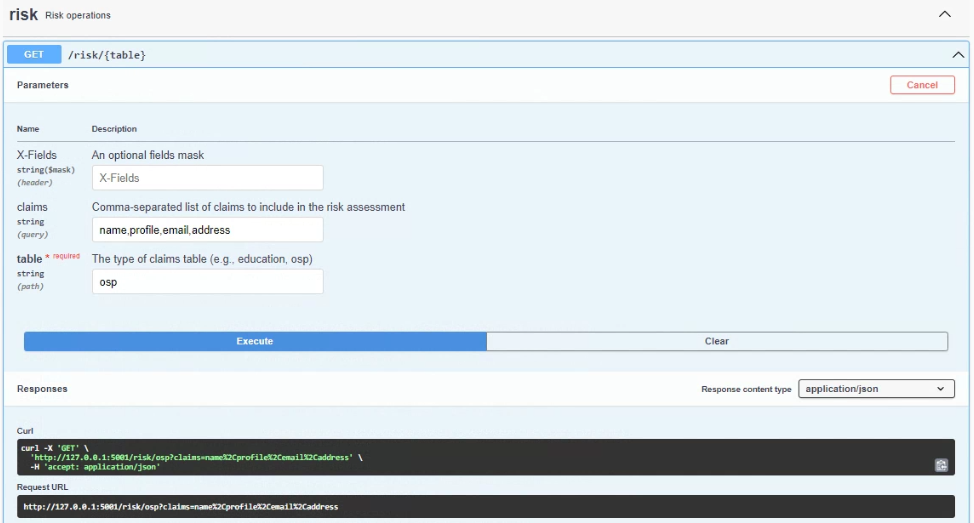 risk Risk operations
GET /risk/{table}
Parameters Cancel
Name Description
X-Fields An optional fields mask
string($mask)
(header)
X-Fields
claims Comma-separated list of claims to include in the risk assessment
string
(query)
name,profile,email,address
table * required The type of claims table (e.g., education, osp)
string
(path)
osp
Execute Clear
Responses Response content type application/json
Curl
curl -X 'GET' \
'http://127.0.0.1:5001/risk/osp?claims=name%2Cprofile%2Cemail%2Caddress' \
-H 'accept: application/json'
Request URL
http://127.0.0.1:5001/risk/osp?claims=name%2Cprofile%2Cemail%2Caddress